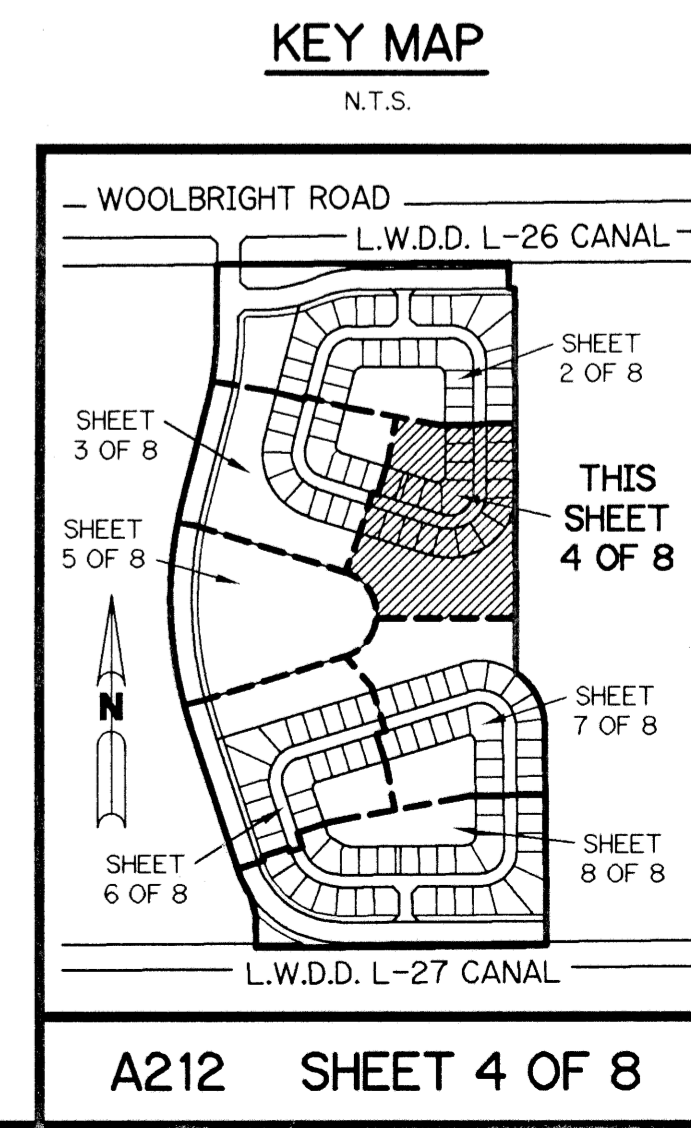 KEY MAP
N.T.S.
WOOLBRIGHT ROAD
L.W.D.D. L-26 CANAL
SHEET
2 OF 8
SHEET
3 OF 8
THIS
SHEET
4 OF 8
SHEET
5 OF 8
N
SHEET
7 OF 8
SHEET
6 OF 8
SHEET
8 OF 8
L.W.D.D. L-27 CANAL
A212 SHEET 4 OF 8